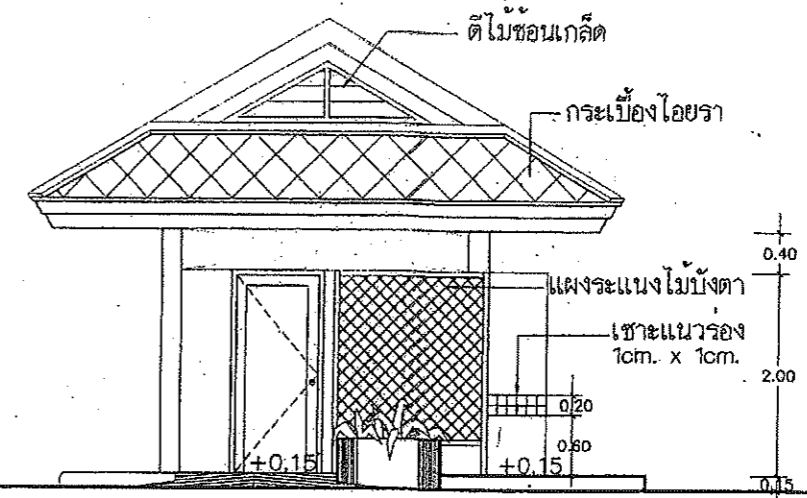 ตีไม้ซ้อนเกล็ด
กระเบื้องไอยรา
0.40
แผงระแนงไม้บังตา
เซาะแนวร่อง
1cm. x 1cm.
2.00
0.20
0.60
+0.15
+0.15
0.15